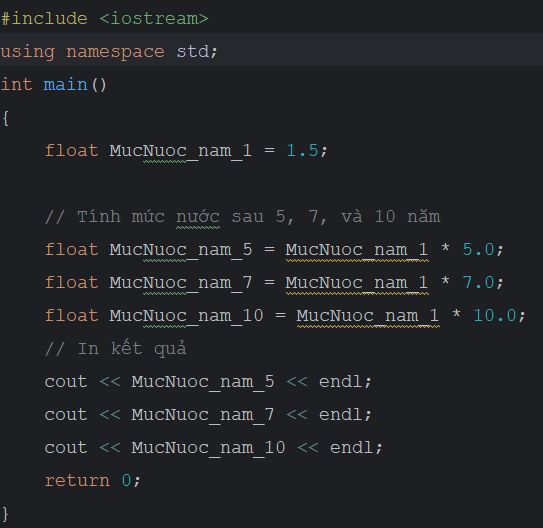 #include <iostream>
using namespace std;
int main()
{
float MucNuoc_nam_1 = 1.5;
// Tính mức nước sau 5, 7, và 10 năm
float MucNuoc_nam_5 = MucNuoc_nam_1 * 5.0;
float MucNuoc_nam_7 = MucNuoc_nam_1 * 7.0;
float MucNuoc_nam_10 = MucNuoc_nam_1 * 10.0;
// In kết quả
cout << MucNuoc_nam_5 << endl;
cout << MucNuoc_nam_7 << endl;
cout << MucNuoc_nam_10 << endl;
return 0;
}